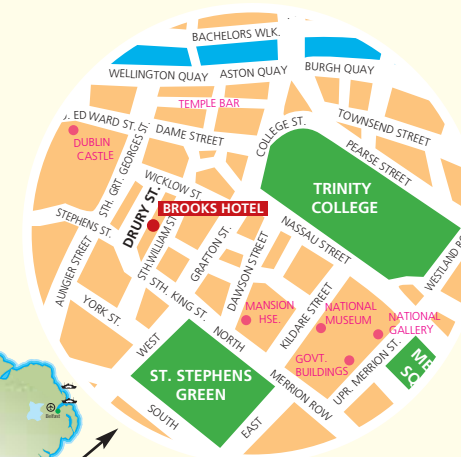 BACHELORS WLK.
WELLINGTON QUAY
ASTON QUAY
BURGH QUAY
TEMPLE BAR
ED WARD ST.
DAME STREET
COLLEGE ST.
TOWNSEND STREET
PEARSE STREET
DUBLIN
CASTLE
STH. GRT. GEORGES ST.
WICKLOW ST.
TRINITY
COLLEGE
DRURY ST.
BROOKS HOTEL
STEPHENS ST.
STH.WILLIAM ST.
GRAFTON ST.
DAWSON STREET
NASSAU STREET
WESTLAND
AUNGIER STREET
YORK ST.
STH. KING ST.
MANSION
HSE.
KILDARE STREET
NATIONAL
MUSEUM
NATIONAL
GALLERY
GOVT.
BUILDINGS
UPR. MERRION ST.
NORTH
WEST
ST. STEPHENS
GREEN
MERRION ROW
SOUTH
EAST
Belfast